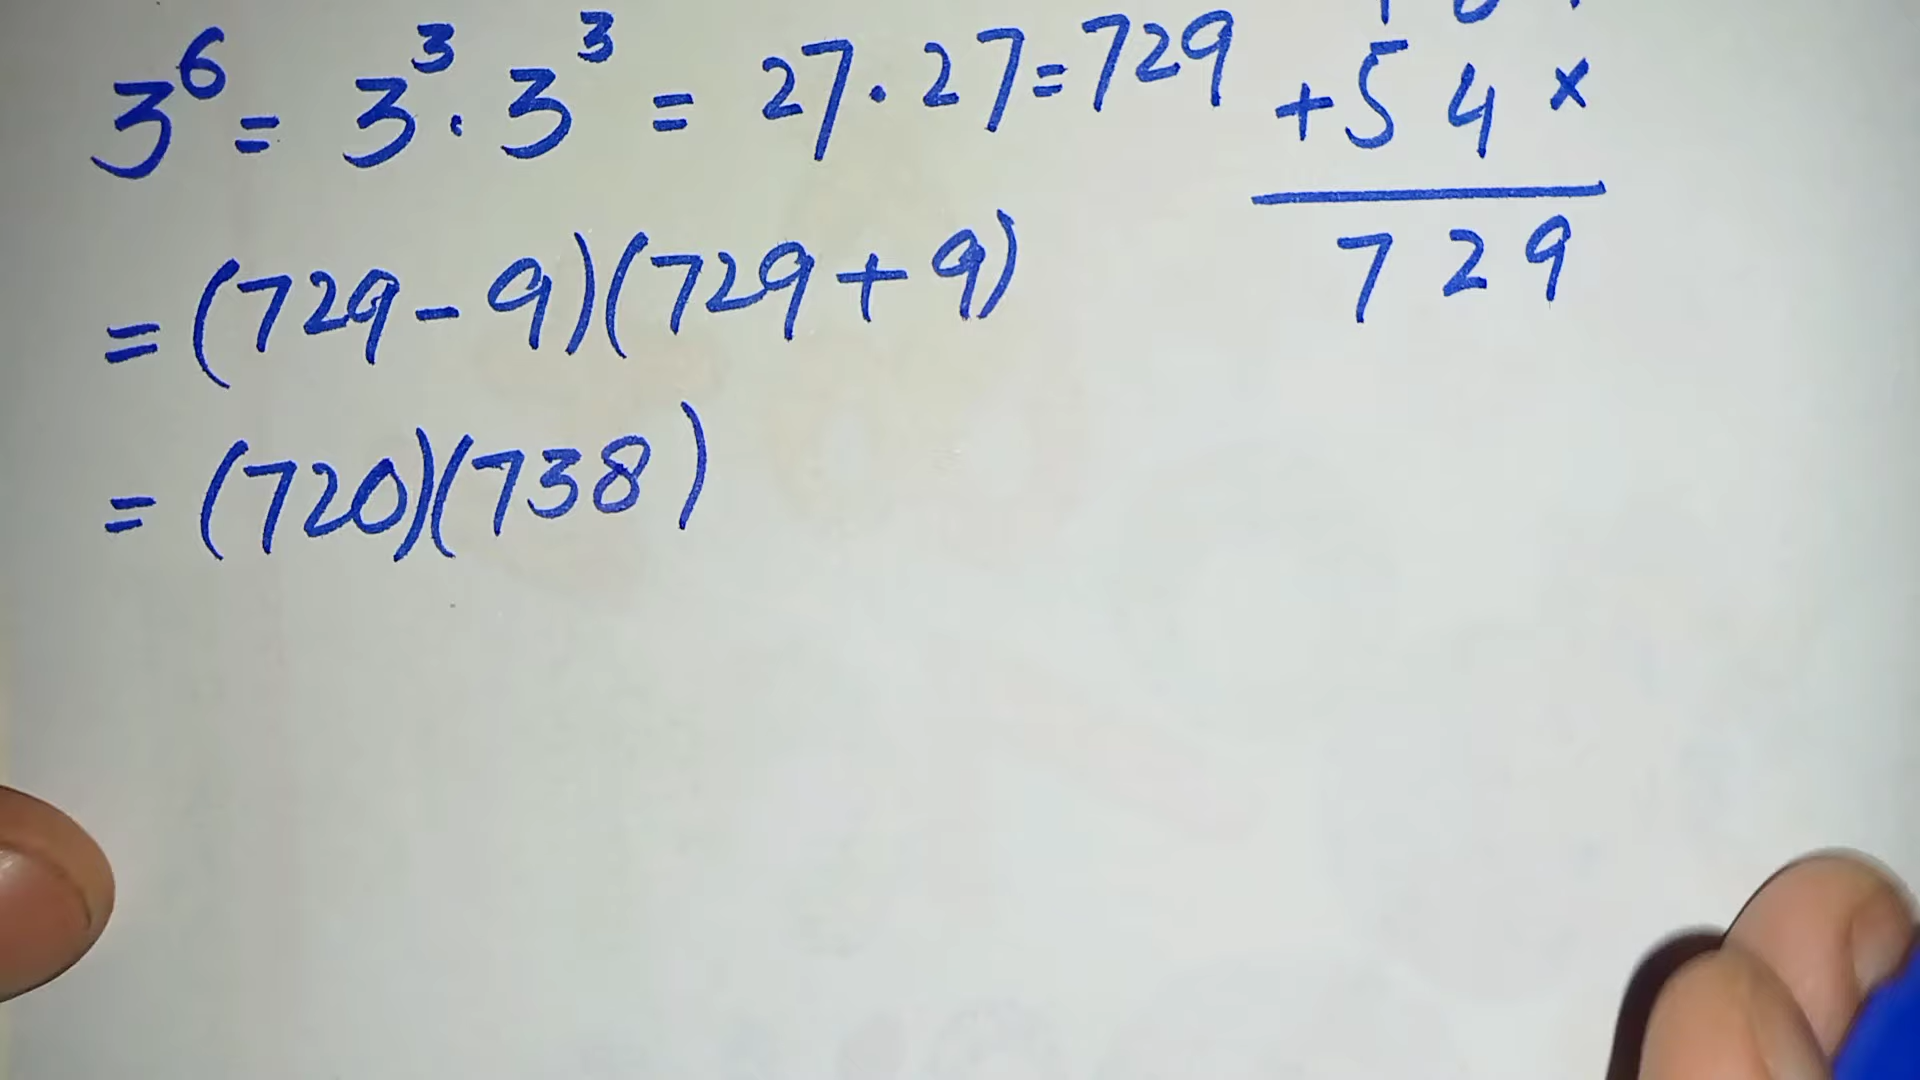 3⁶ = 3³ · 3³ = 27 · 27 = 729
+ 5 4 ×
7 2 9
= (729 - 9)(729 + 9)
= (720)(738)